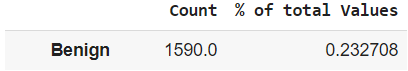 Count % of total Values
Benign 1590.0 0.232708